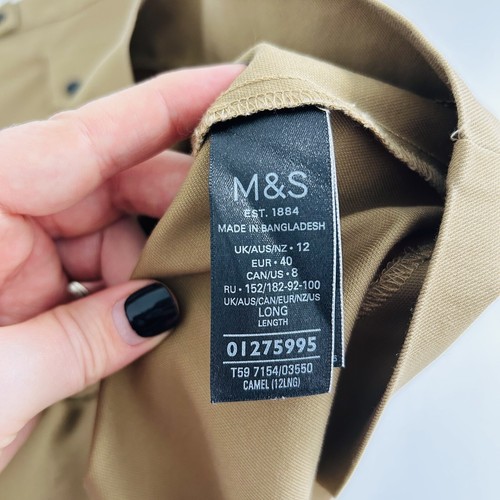 M&S
EST. 1884
MADE IN BANGLADESH
UK/AUS/NZ • 12
EUR • 40
CAN/US • 8
RU • 152/182-92-100
UK/AUS/CAN/EUR/NZ/US
LONG
LENGTH
01275995
T59 7154/03550
CAMEL (12LNG)